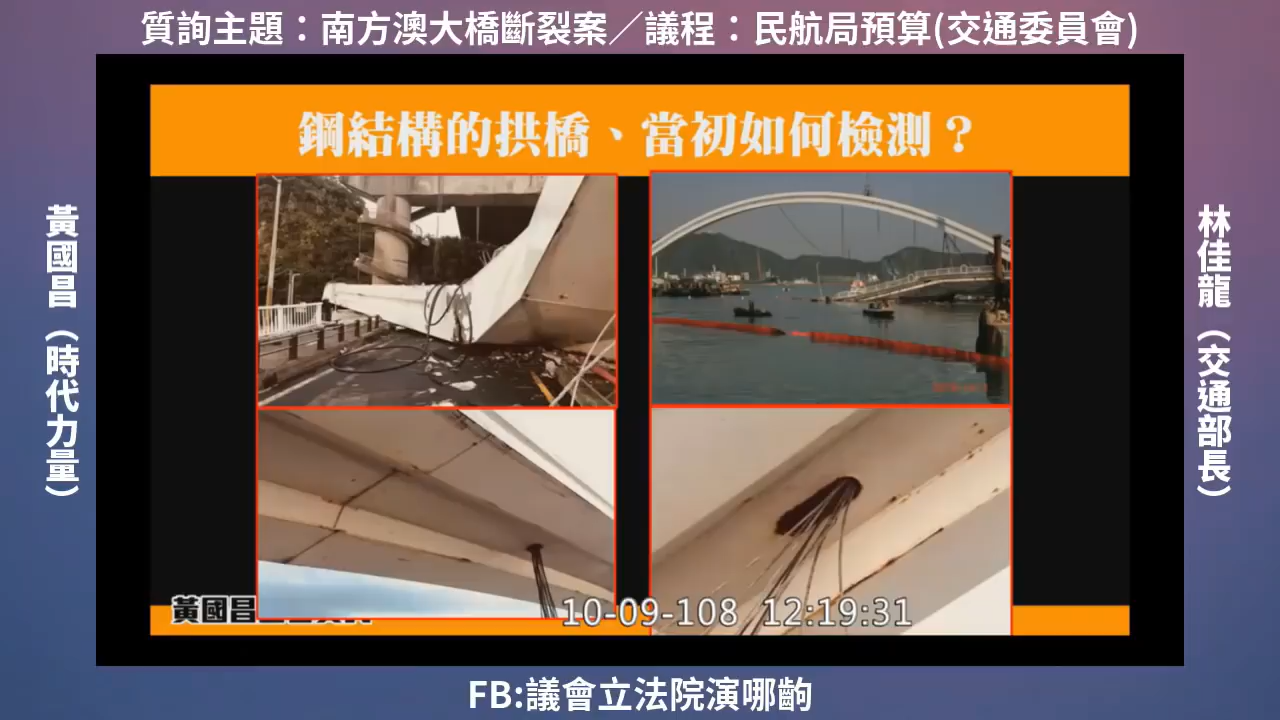 質詢主題：南方澳大橋斷裂案／議程：民航局預算(交通委員會)
鋼結構的拱橋、當初如何檢測？
黃國昌（時代力量）
林佳龍（交通部長）
黃國昌
10-09-108 12:19:31
FB:議會立法院演哪齣